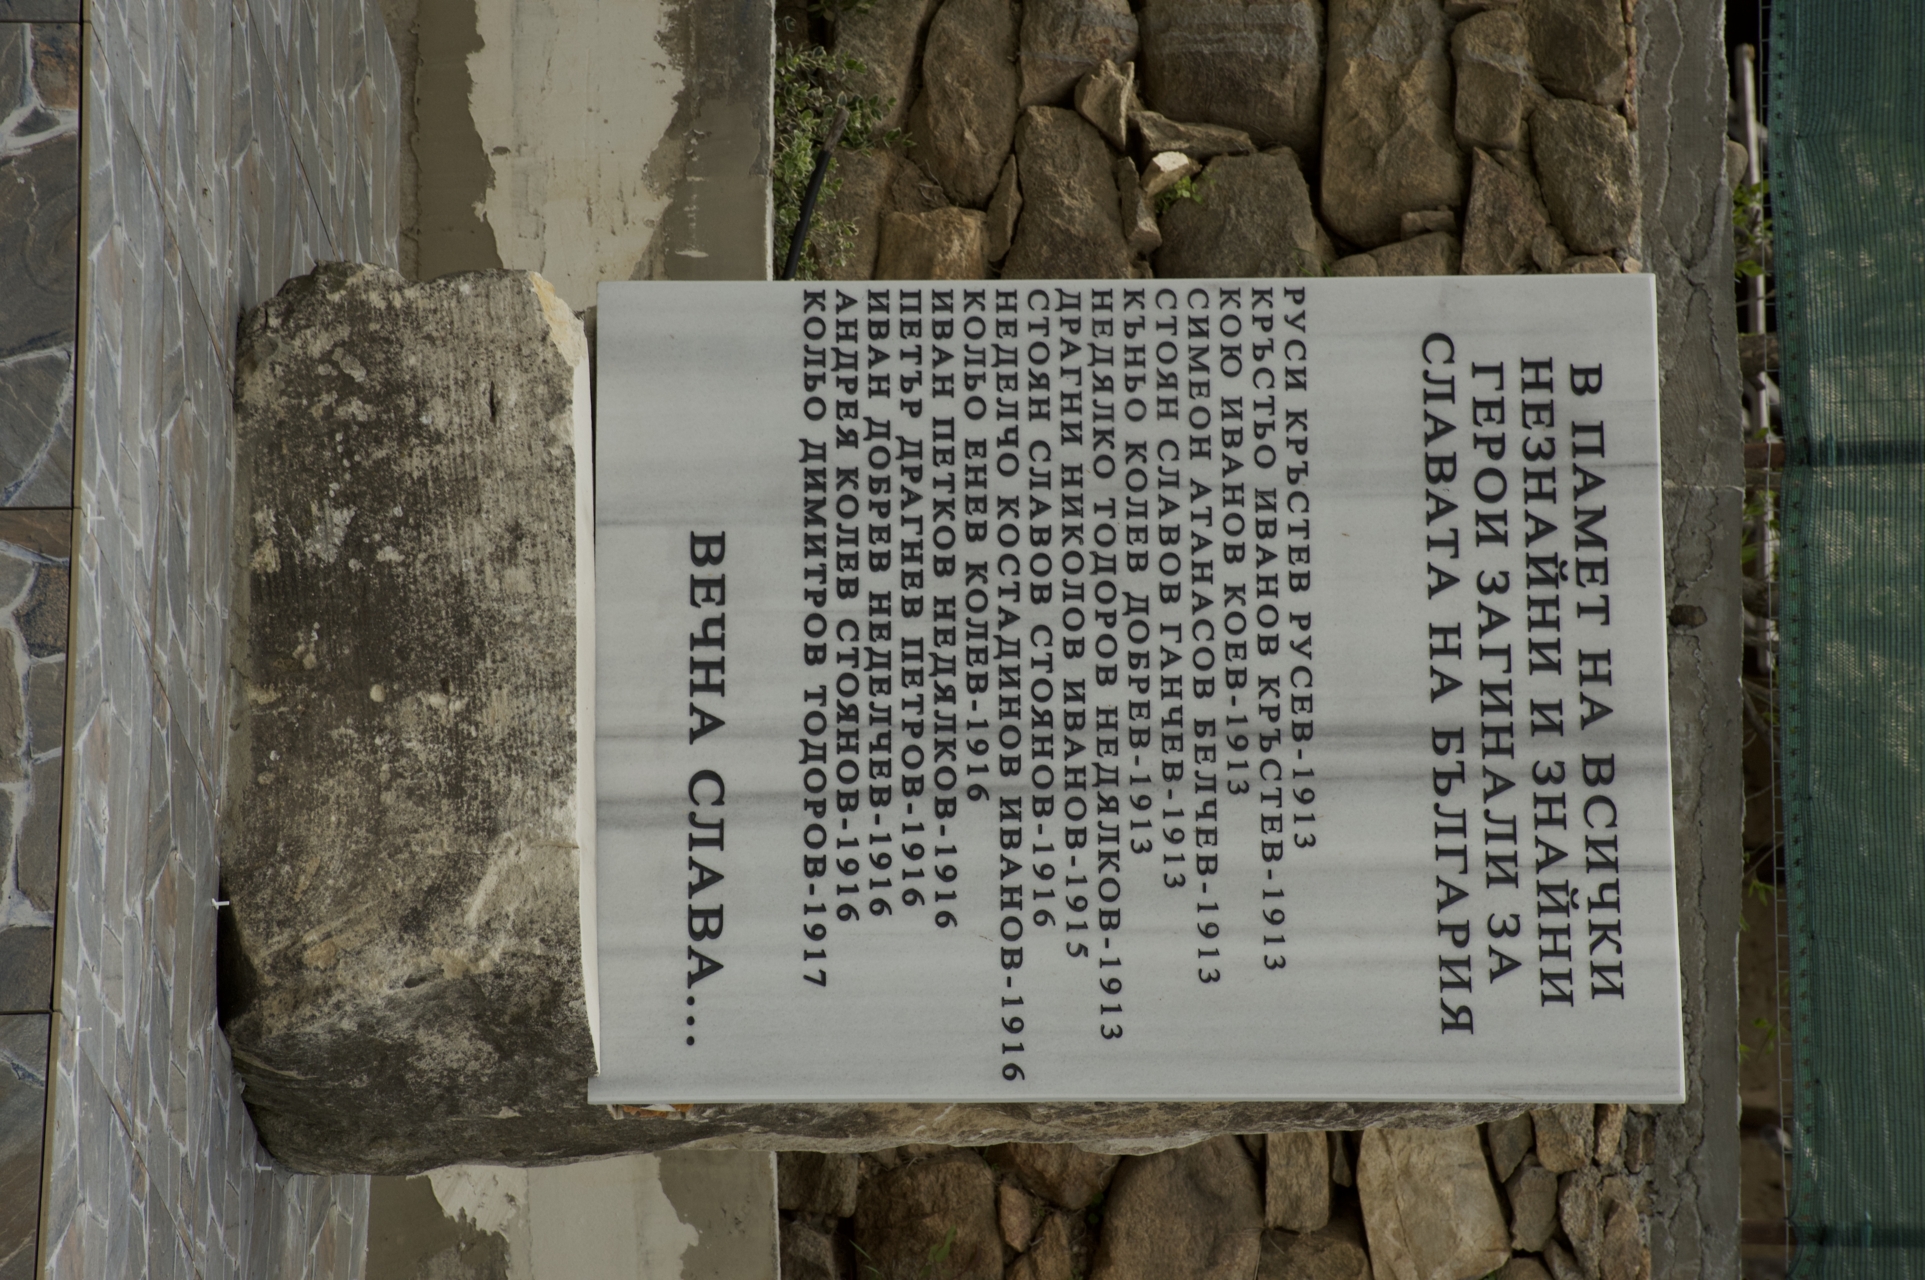 В ПАМЕТ НА ВСИЧКИ
НЕЗНАЙНИ И ЗНАЙНИ
ГЕРОИ ЗАГИНАЛИ ЗА
СЛАВАТА НА БЪЛГАРИЯ
РУСИ КРЪСТЕВ РУСЕВ-1913
КРЪСТЬО ИВАНОВ КРЪСТЕВ-1913
КОЮ ИВАНОВ КОЕВ-1913
СИМЕОН АТАНАСОВ БЕЛЧЕВ-1913
СТОЯН СЛАВОВ ГАНЧЕВ-1913
КЪНЬО КОЛЕВ ДОБРЕВ-1913
НЕДЯЛКО ТОДОРОВ НЕДЯЛКОВ-1913
ДРАГНИ НИКОЛОВ ИВАНОВ-1915
СТОЯН СЛАВОВ СТОЯНОВ-1916
НЕДЕЛЧО КОСТАДИНОВ ИВАНОВ-1916
КОЛЬО ЕНЕВ КОЛЕВ-1916
ИВАН ПЕТКОВ НЕДЯЛКОВ-1916
ПЕТЪР ДРАГНЕВ ПЕТРОВ-1916
ИВАН ДОБРЕВ НЕДЕЛЧЕВ-1916
АНДРЕЯ КОЛЕВ СТОЯНОВ-1916
КОЛЬО ДИМИТРОВ ТОДОРОВ-1917
ВЕЧНА СЛАВА...